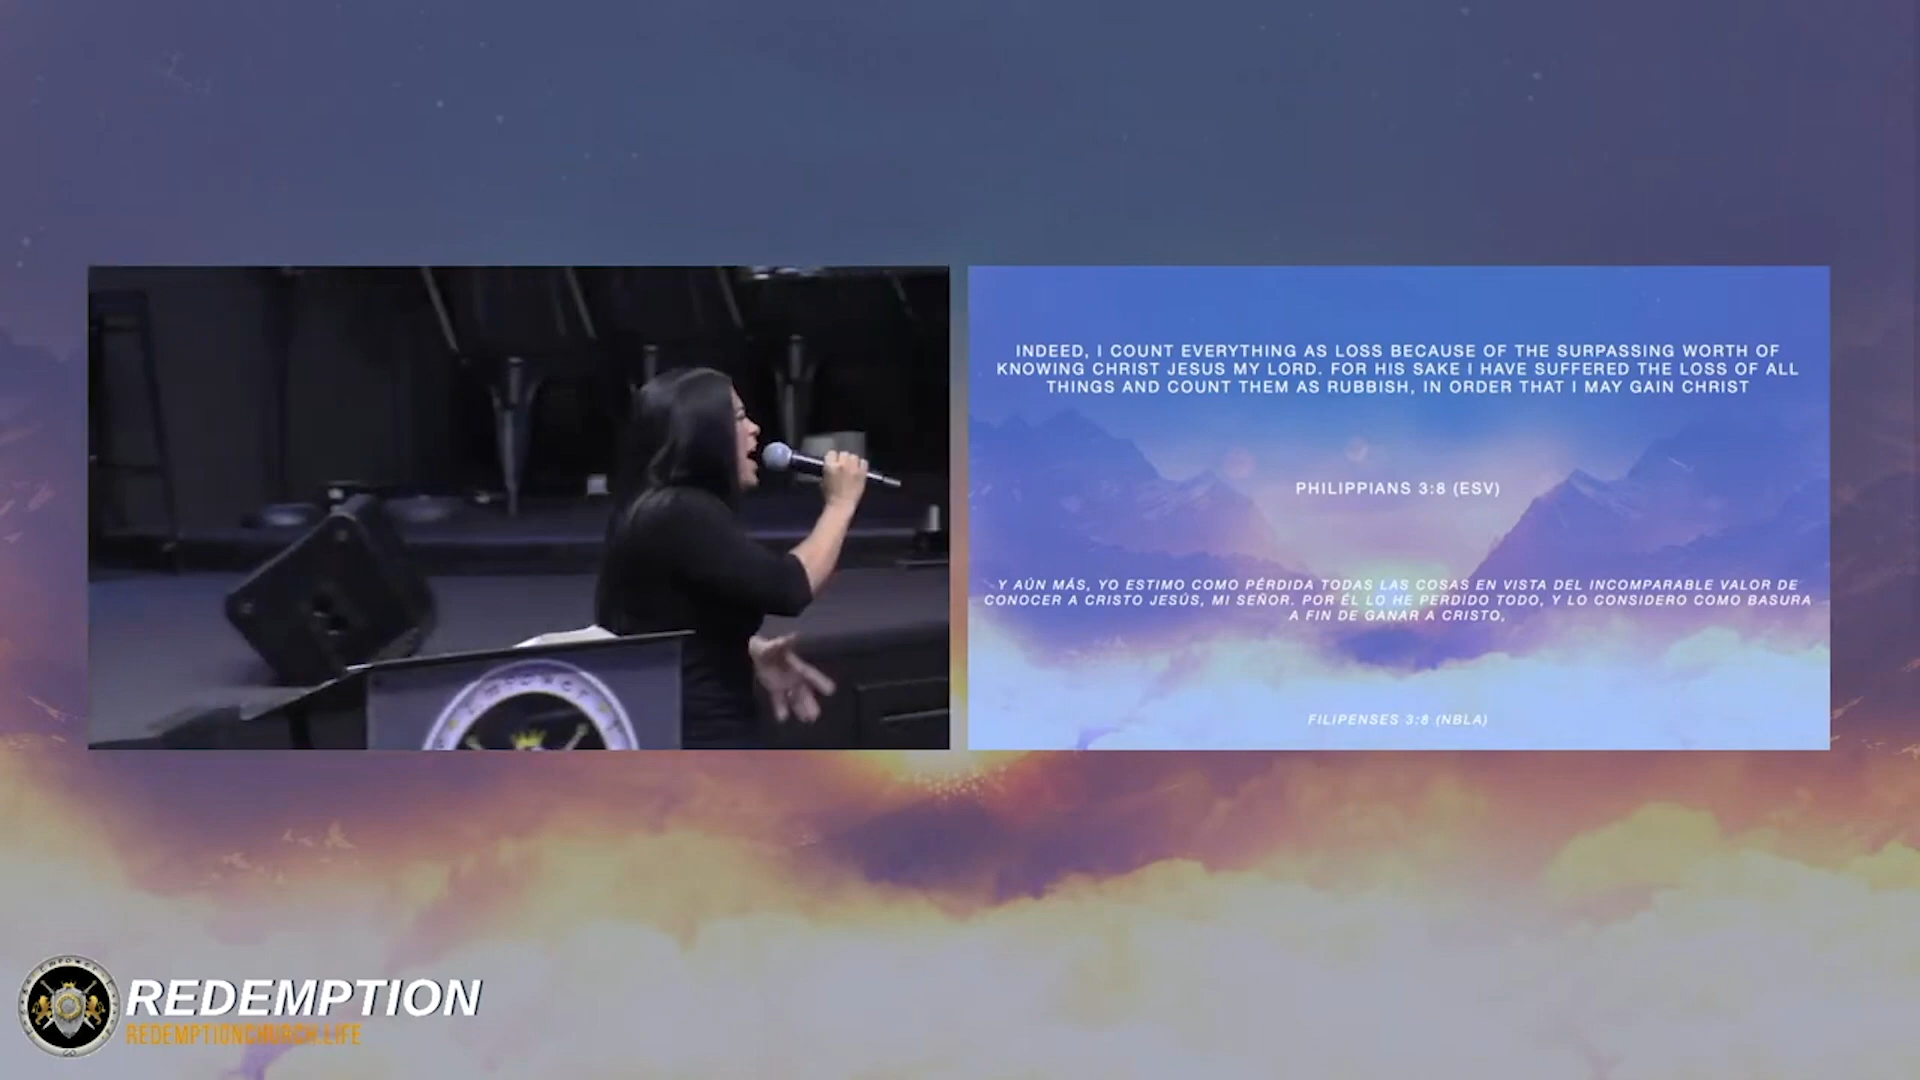 INDEED, I COUNT EVERYTHING AS LOSS BECAUSE OF THE SURPASSING WORTH OF
KNOWING CHRIST JESUS MY LORD. FOR HIS SAKE I HAVE SUFFERED THE LOSS OF ALL
THINGS AND COUNT THEM AS RUBBISH, IN ORDER THAT I MAY GAIN CHRIST
PHILIPPIANS 3:8 (ESV)
Y AÚN MÁS, YO ESTIMO COMO PÉRDIDA TODAS LAS COSAS EN VISTA DEL INCOMPARABLE VALOR DE
CONOCER A CRISTO JESÚS, MI SEÑOR. POR ÉL LO HE PERDIDO TODO, Y LO CONSIDERO COMO BASURA
A FIN DE GANAR A CRISTO,
FILIPENSES 3:8 (NBLA)
EMPOWER
EMPOWER
REDEMPTION
REDEMPTIONCHURCH.LIFE